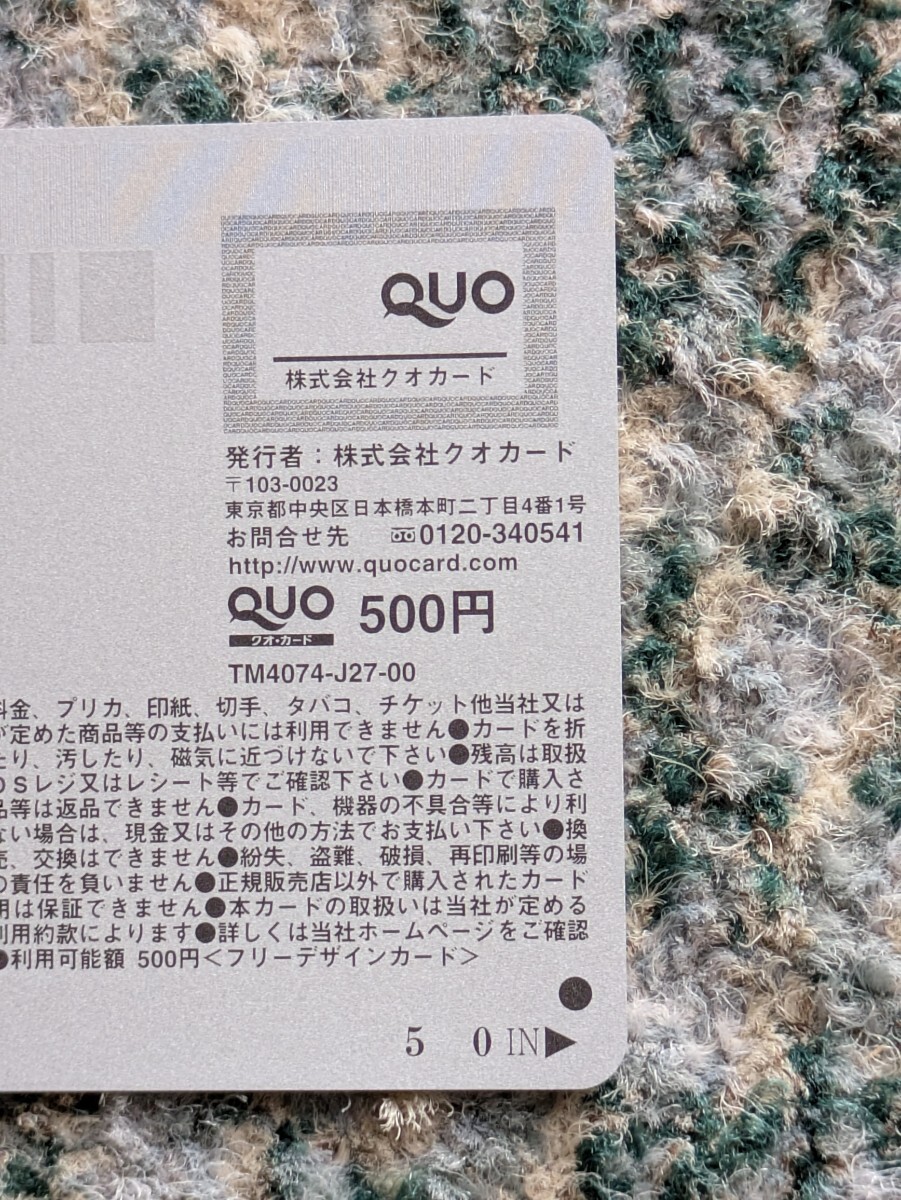 QUO
株式会社クオカード
発行者：株式会社クオカード
〒103-0023
東京都中央区日本橋本町二丁目4番1号
お問合せ先 0120-340541
http://www.quocard.com
QUO 500円
クオ・カード
TM4074-J27-00
料金、プリカ、印紙、切手、タバコ、チケット他当社又は
が定めた商品等の支払いには利用できません●カードを折
たり、汚したり、磁気に近づけないで下さい●残高は取扱
OSレジ又はレシート等でご確認下さい●カードで購入さ
品等は返品できません●カード、機器の不具合等により利
ない場合は、現金又はその他の方法でお支払い下さい●換
売、交換はできません●紛失、盗難、破損、再印刷等の場
の責任を負いません●正規販売店以外で購入されたカード
用は保証できません●本カードの取扱いは当社が定める
利用約款によります●詳しくは当社ホームページをご確認
●利用可能額 500円＜フリーデザインカード＞
5 0 IN▶